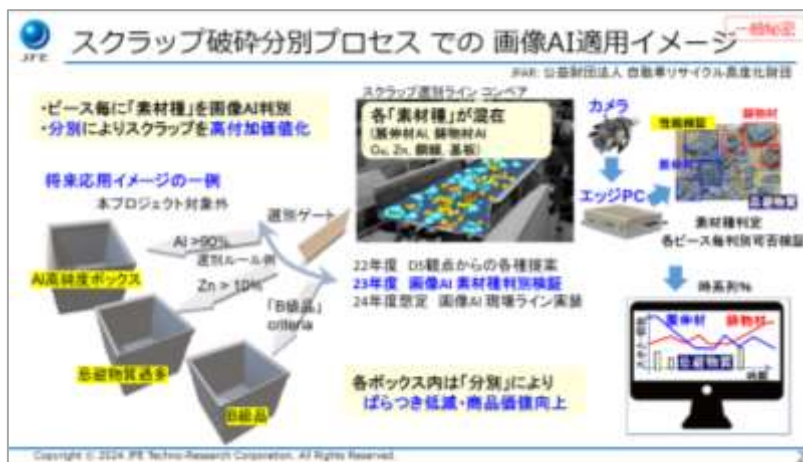 JFE
スクラップ破砕分別プロセス での 画像AI適用イメージ
一般秘密
JPAR: 公益財団法人 自動車リサイクル高度化財団
・ピース毎に「素材種」を画像AI判別
・分別によりスクラップを高付加価値化
スクラップ選別ライン コンベア
各「素材種」が混在
(展伸材Al, 鋳物材Al
Cu, Zn, 鋼線, 基板)
カメラ
性能検証
鋳物材
展伸材
忌避物質
エッジPC
素材種判定
各ピース毎判別可否検証
将来応用イメージの一例
本プロジェクト対象外
選別ゲート
Al >90%
選別ルール例
Zn > 10%
「B級品」
criteria
Al高純度ボックス
忌避物質過多
B級品
22年度 DS観点からの各種提案
23年度 画像AI 素材種判別検証
24年度想定 画像AI 現場ライン実装
各ボックス内は「分別」により
ばらつき低減・商品価値向上
時系列%
展伸材
鋳物材
忌避物質
時間
Copyright © 2024 JFE Techno-Research Corporation. All Rights Reserved.